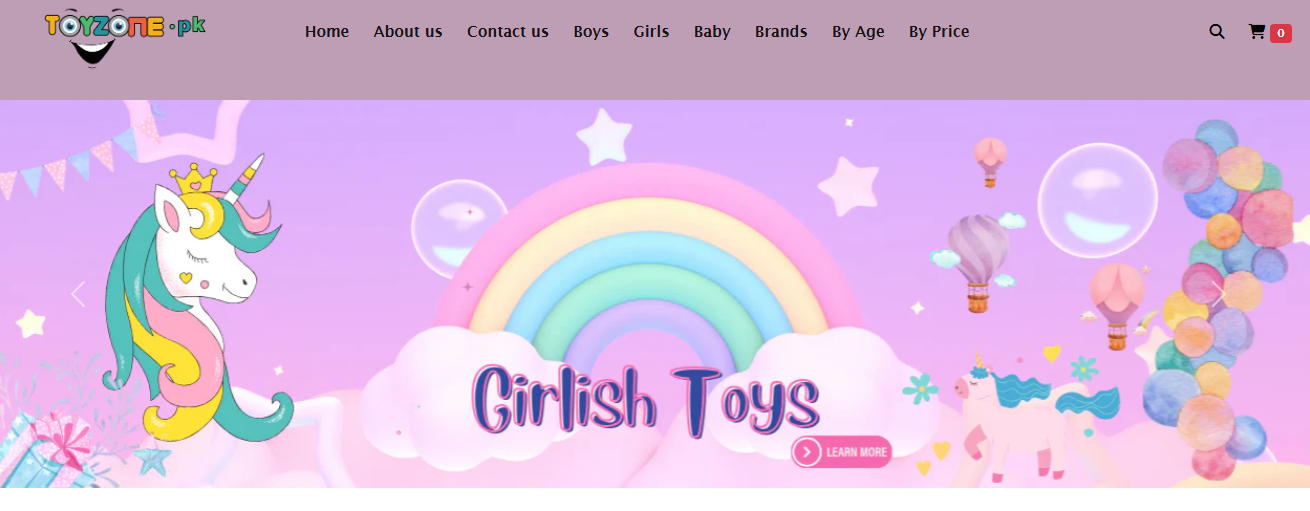 TOYZONE.pk
Home About us Contact us Boys Girls Baby Brands By Age By Price 0
Girlish Toys
LEARN MORE